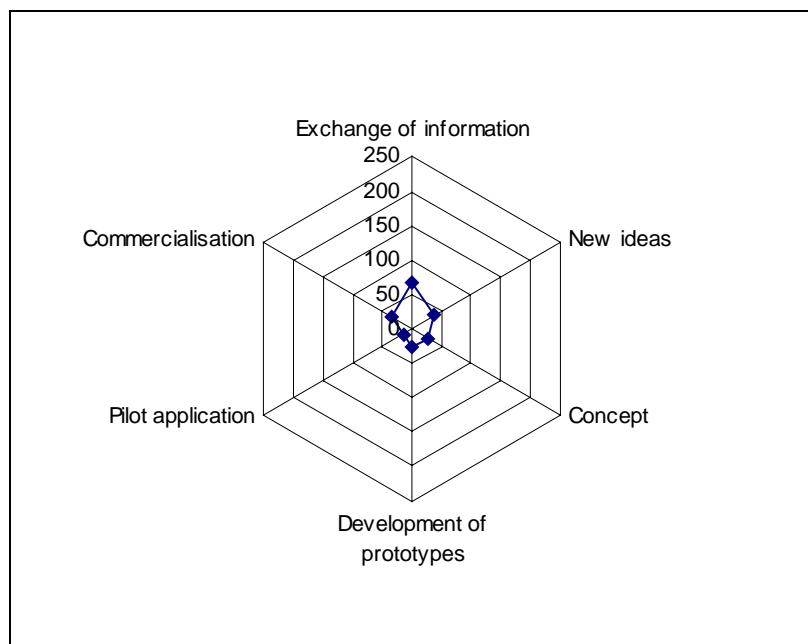 Exchange of information
250
200
150
100
50
0
Commercialisation
New ideas
Pilot application
Concept
Development of
prototypes